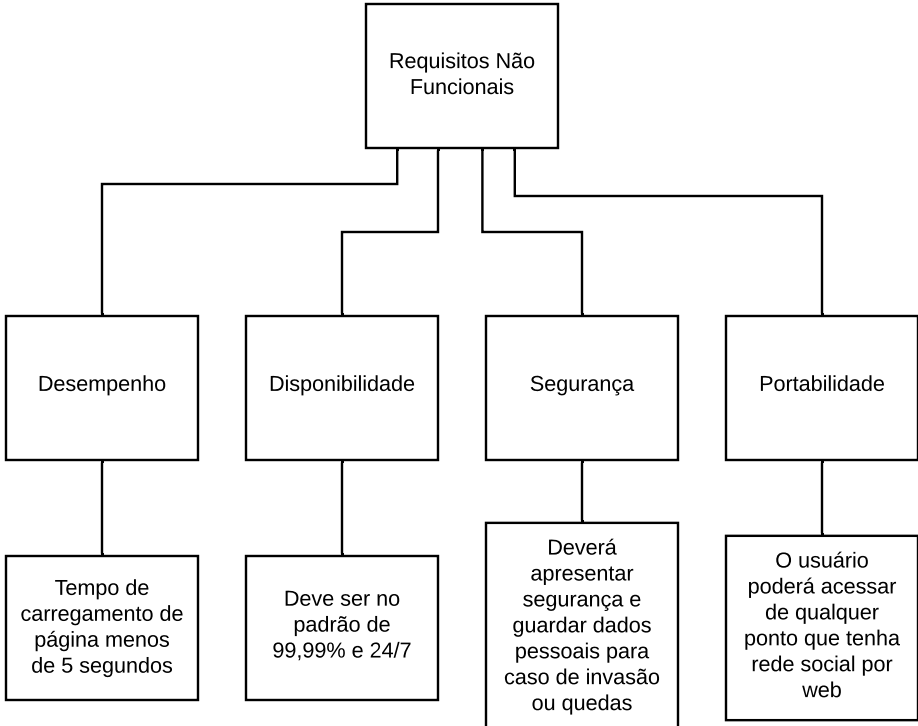 Requisitos Não
Funcionais
Desempenho
Disponibilidade
Segurança
Portabilidade
Tempo de
carregamento de
página menos
de 5 segundos
Deve ser no
padrão de
99,99% e 24/7
Deverá
apresentar
segurança e
guardar dados
pessoais para
caso de invasão
ou quedas
O usuário
poderá acessar
de qualquer
ponto que tenha
rede social por
web